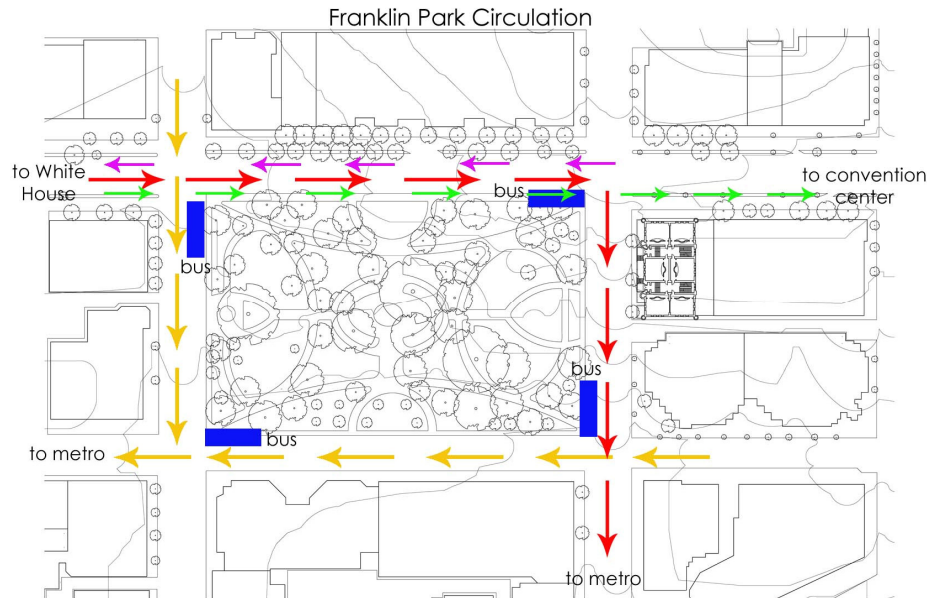 Franklin Park Circulation
to White
House
bus
to convention
center
bus
bus
bus
to metro
to metro